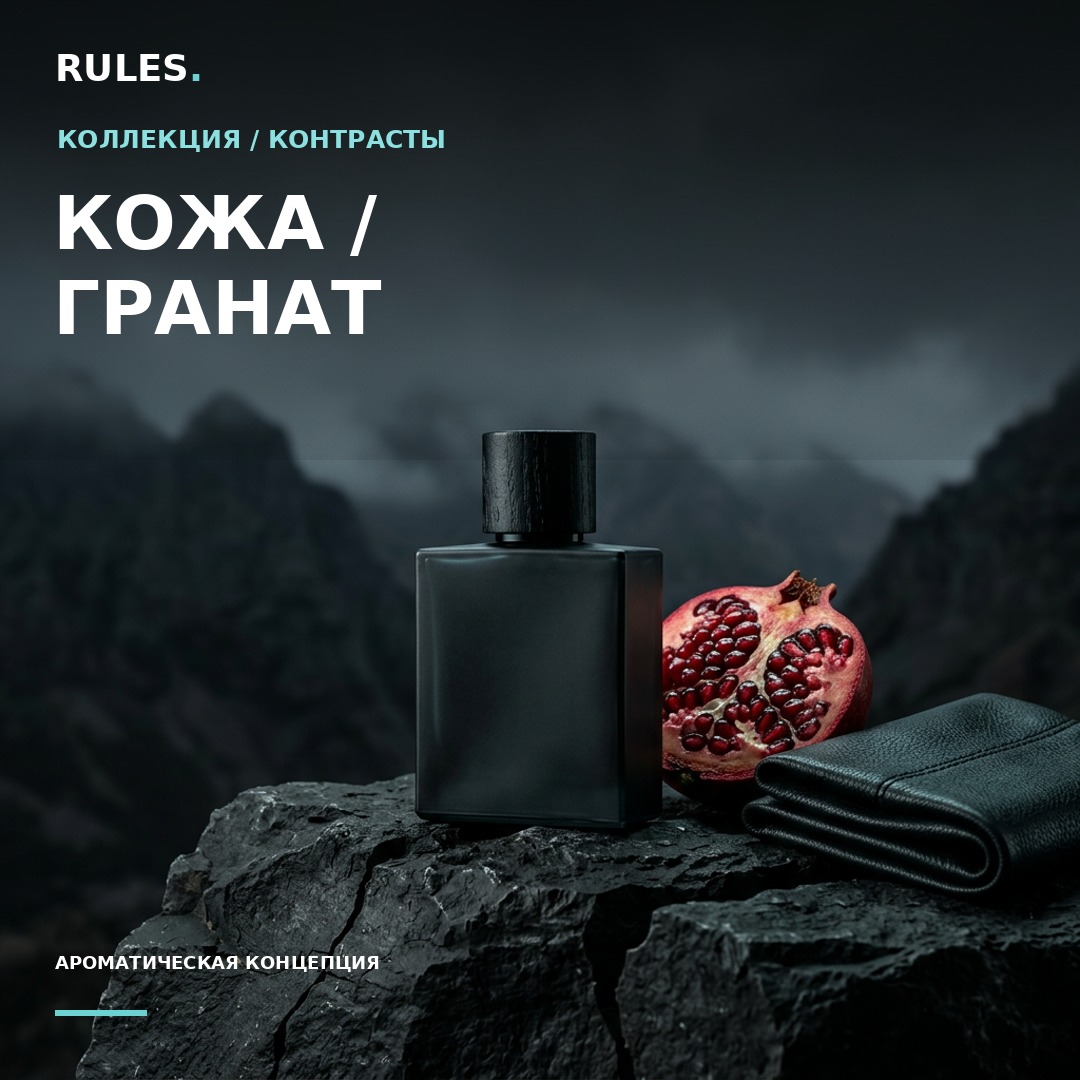 RULES.
КОЛЛЕКЦИЯ / КОНТРАСТЫ
КОЖА /
ГРАНАТ
АРОМАТИЧЕСКАЯ КОНЦЕПЦИЯ